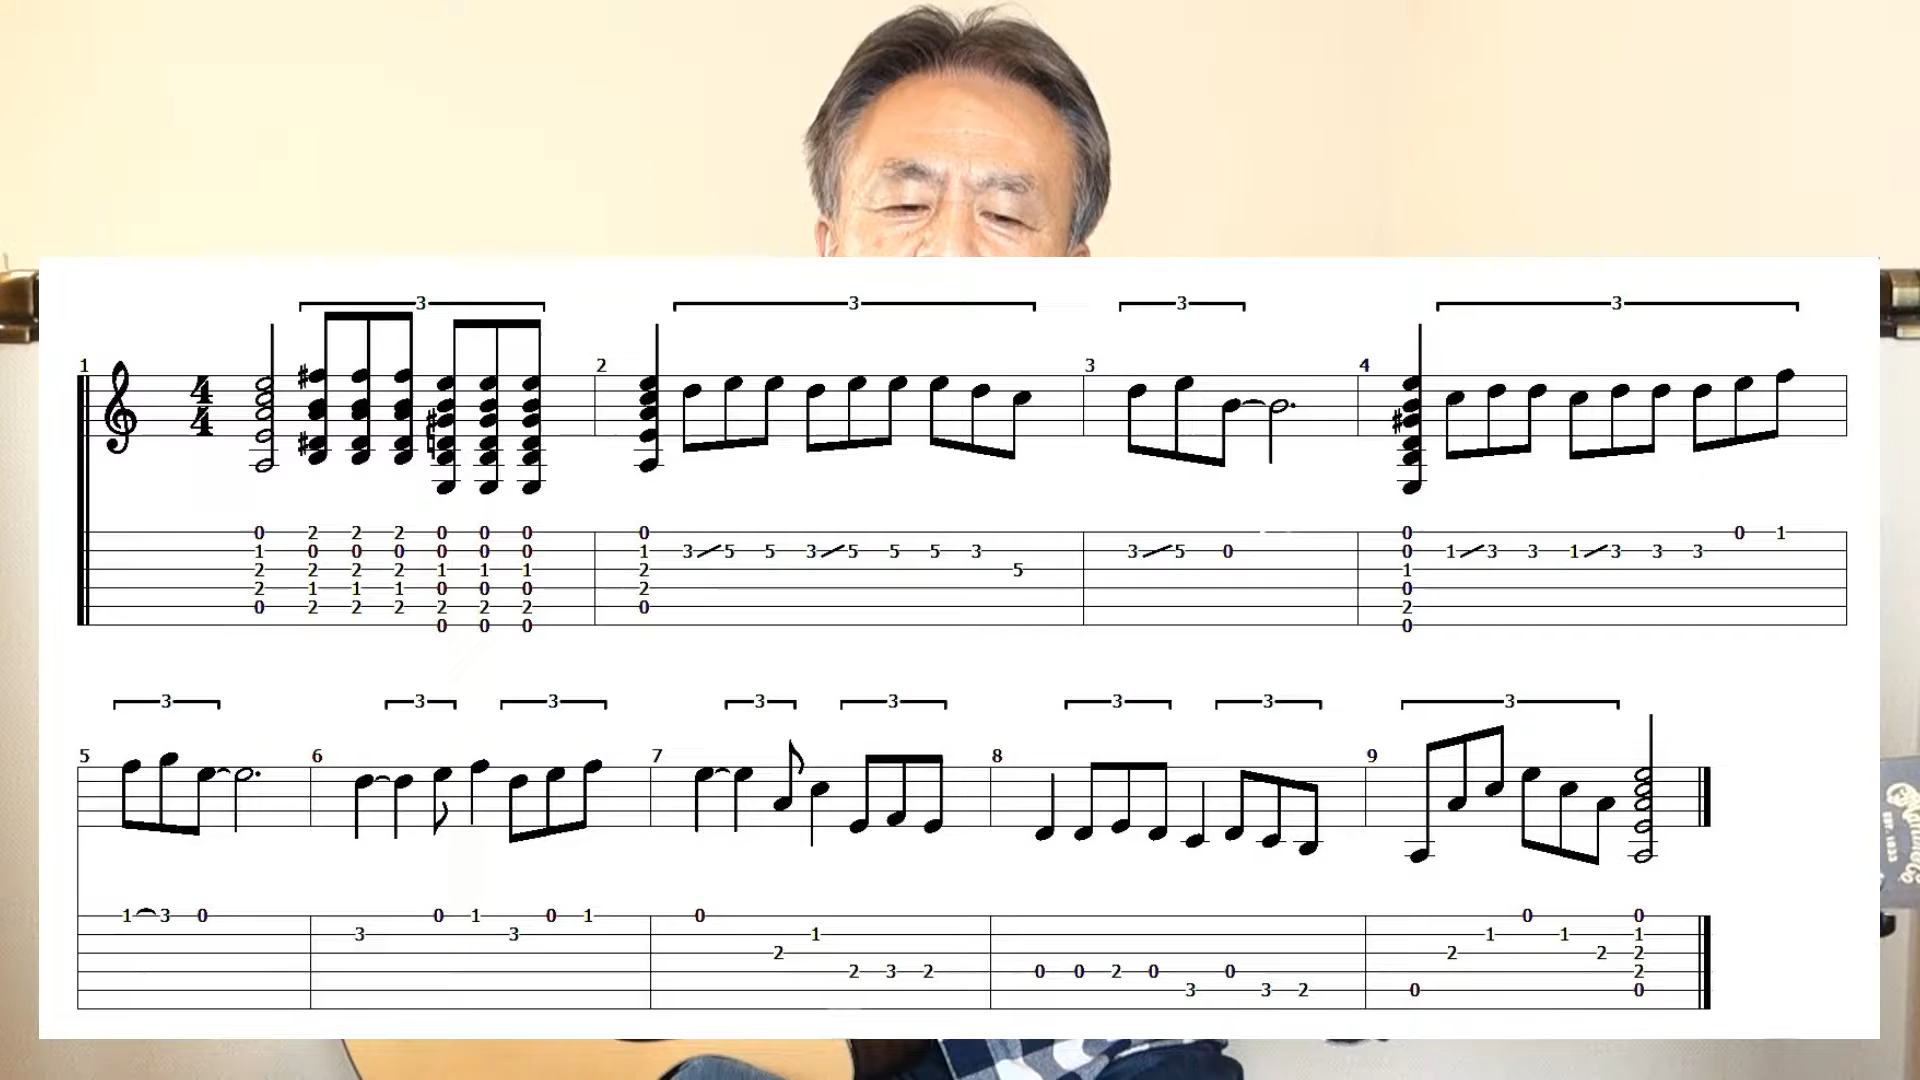 3 3 3 3
1 2 3 4
4
4
0 2 2 2 0 0 0 0 0
1 0 0 0 0 0 0 1 3 5 5 3 5 5 5 3 3 5 0 0 1 3 3 1 3 3 3 0 1
2 2 2 2 1 1 1 2 5 1
2 1 1 1 0 0 0 2 0
0 2 2 2 2 2 2 0 2
0 0 0 0
3 3 3 3 3 3 3 3
5 6 7 8 9
1 3 0 0 1 0 1 0 0 0
3 3 1 1 1 1
2 2 2 2
2 3 2 0 0 2 0 0 2
3 3 2 0 0
EST. 1833